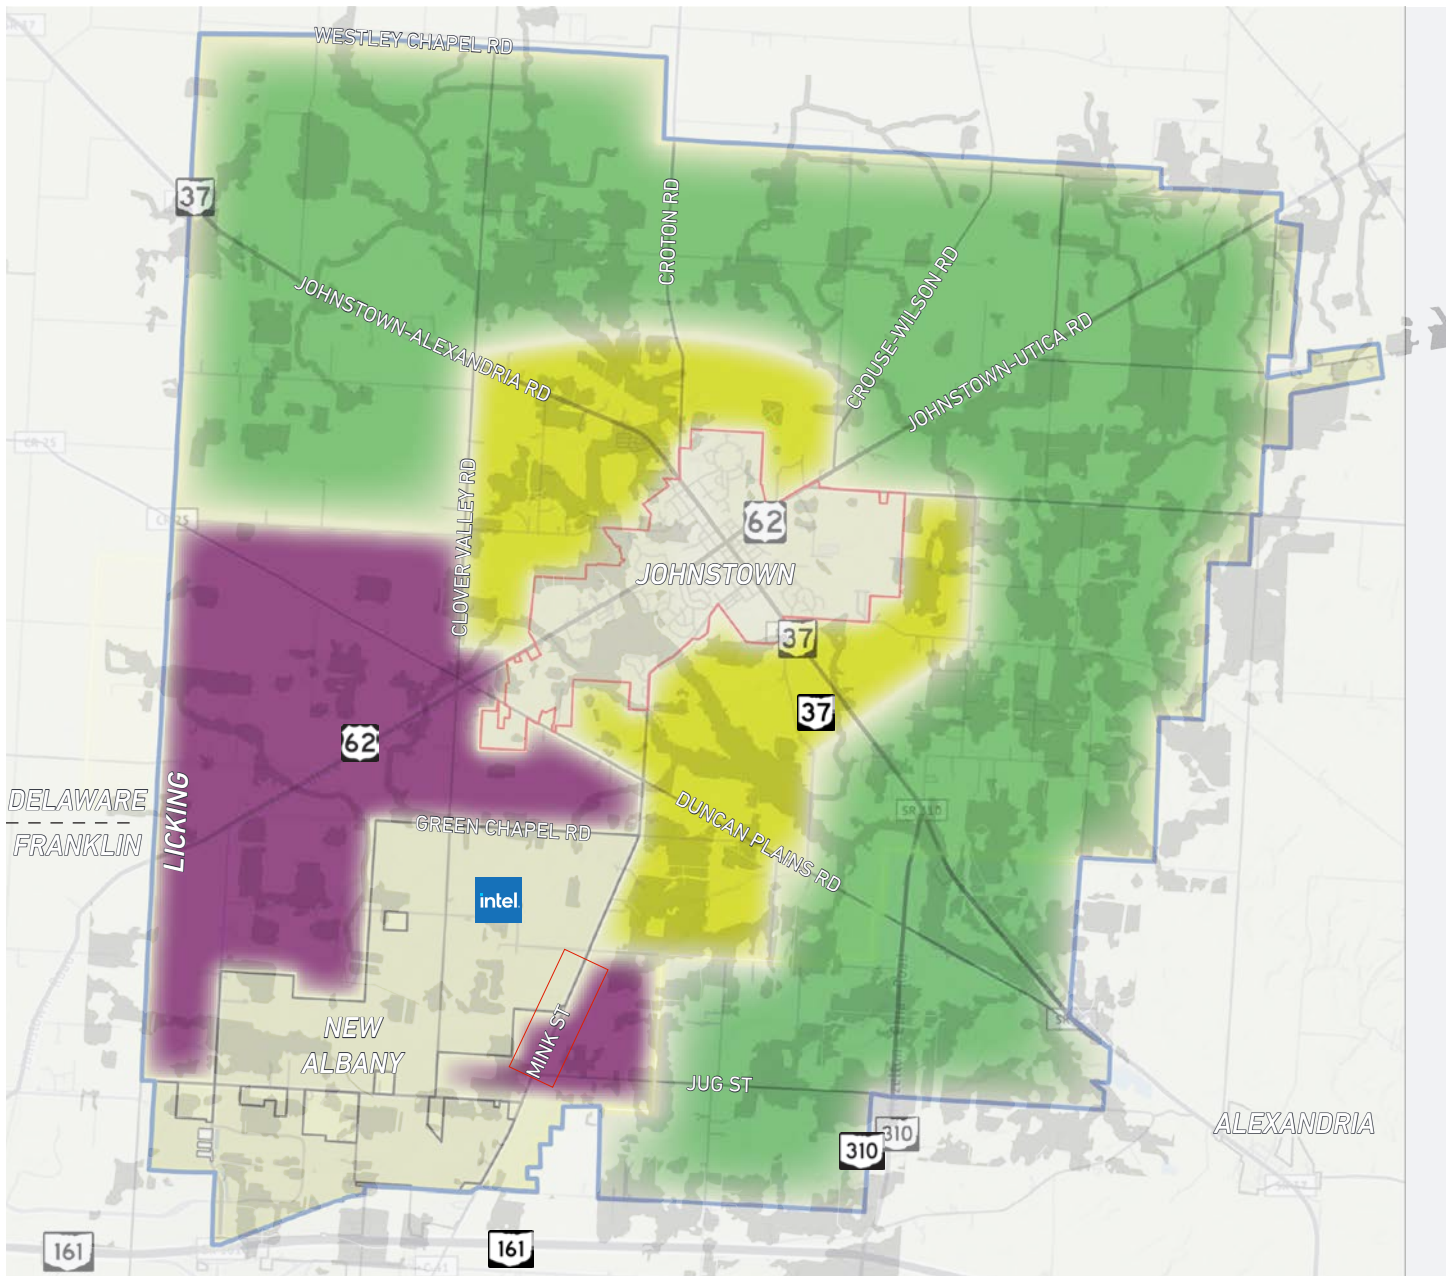 WESTLEY CHAPEL RD
37
CROTON RD
CROUSE-WILSON RD
JOHNSTOWN-ALEXANDRIA RD
JOHNSTOWN-UTICA RD
CR 25
CLOVER VALLEY RD
62
JOHNSTOWN
37
37
62
DELAWARE
FRANKLIN
LICKING
DUNCAN PLAINS RD
GREEN CHAPEL RD
intel
NEW
ALBANY
MINK ST
JUG ST
310
310
ALEXANDRIA
161
161